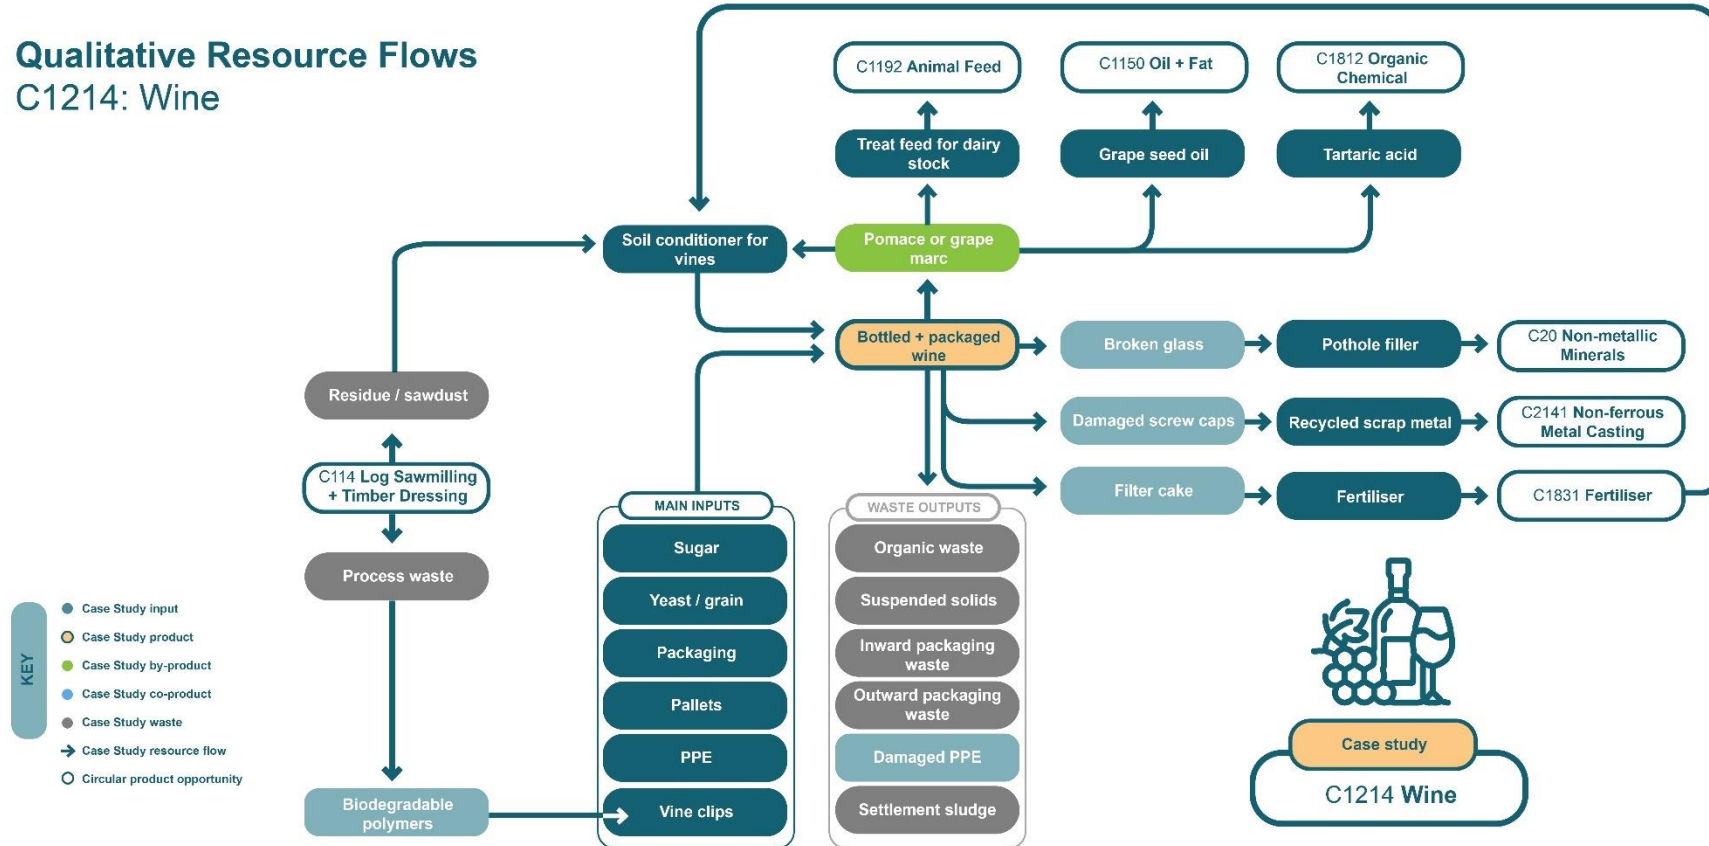 Qualitative Resource Flows
C1214: Wine
C1192 Animal Feed
C1150 Oil + Fat
C1812 Organic
Chemical
Treat feed for dairy
stock
Grape seed oil
Tartaric acid
Soil conditioner for
vines
Pomace or grape
marc
Bottled + packaged
wine
Broken glass
Pothole filler
C20 Non-metallic
Minerals
Residue / sawdust
Damaged screw caps
Recycled scrap metal
C2141 Non-ferrous
Metal Casting
C114 Log Sawmilling
+ Timber Dressing
Filter cake
Fertiliser
C1831 Fertiliser
MAIN INPUTS
Sugar
Yeast / grain
Packaging
Pallets
PPE
Vine clips
WASTE OUTPUTS
Organic waste
Suspended solids
Inward packaging
waste
Outward packaging
waste
Damaged PPE
Settlement sludge
Process waste
Biodegradable
polymers
KEY
Case Study input
Case Study product
Case Study by-product
Case Study co-product
Case Study waste
Case Study resource flow
Circular product opportunity
Case study
C1214 Wine